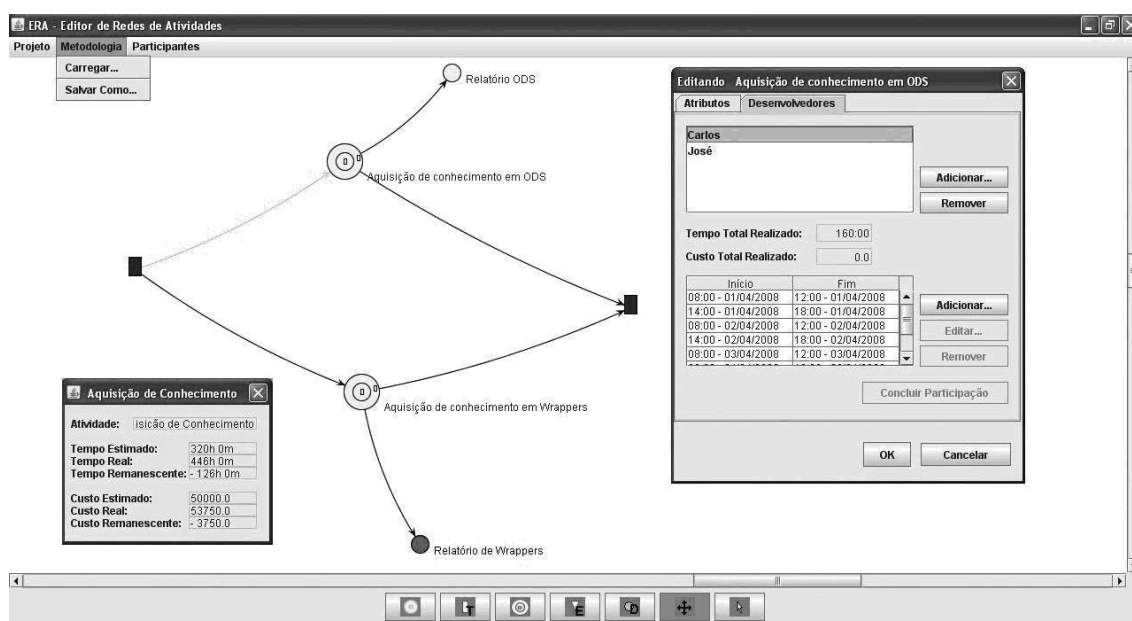 ERA - Editor de Redes de Atividades
Projeto Metodologia Participantes
Carregar...
Salvar Como...
Relatório ODS
Aquisição de conhecimento em ODS
Aquisição de conhecimento em Wrappers
Relatório de Wrappers
Aquisição de Conhecimento
Atividade: isicão de Conhecimento
Tempo Estimado: 320h 0m
Tempo Real: 446h 0m
Tempo Remanescente: - 126h 0m
Custo Estimado: 50000.0
Custo Real: 53750.0
Custo Remanescente: - 3750.0
Editando Aquisição de conhecimento em ODS
Atributos Desenvolvedores
Carlos
José
Adicionar...
Remover
Tempo Total Realizado: 160:00
Custo Total Realizado: 0.0
Início Fim
08:00 - 01/04/2008 12:00 - 01/04/2008
14:00 - 01/04/2008 18:00 - 01/04/2008
08:00 - 02/04/2008 12:00 - 02/04/2008
14:00 - 02/04/2008 18:00 - 02/04/2008
08:00 - 03/04/2008 12:00 - 03/04/2008
Adicionar...
Editar...
Remover
Concluir Participação
OK Cancelar
T E D